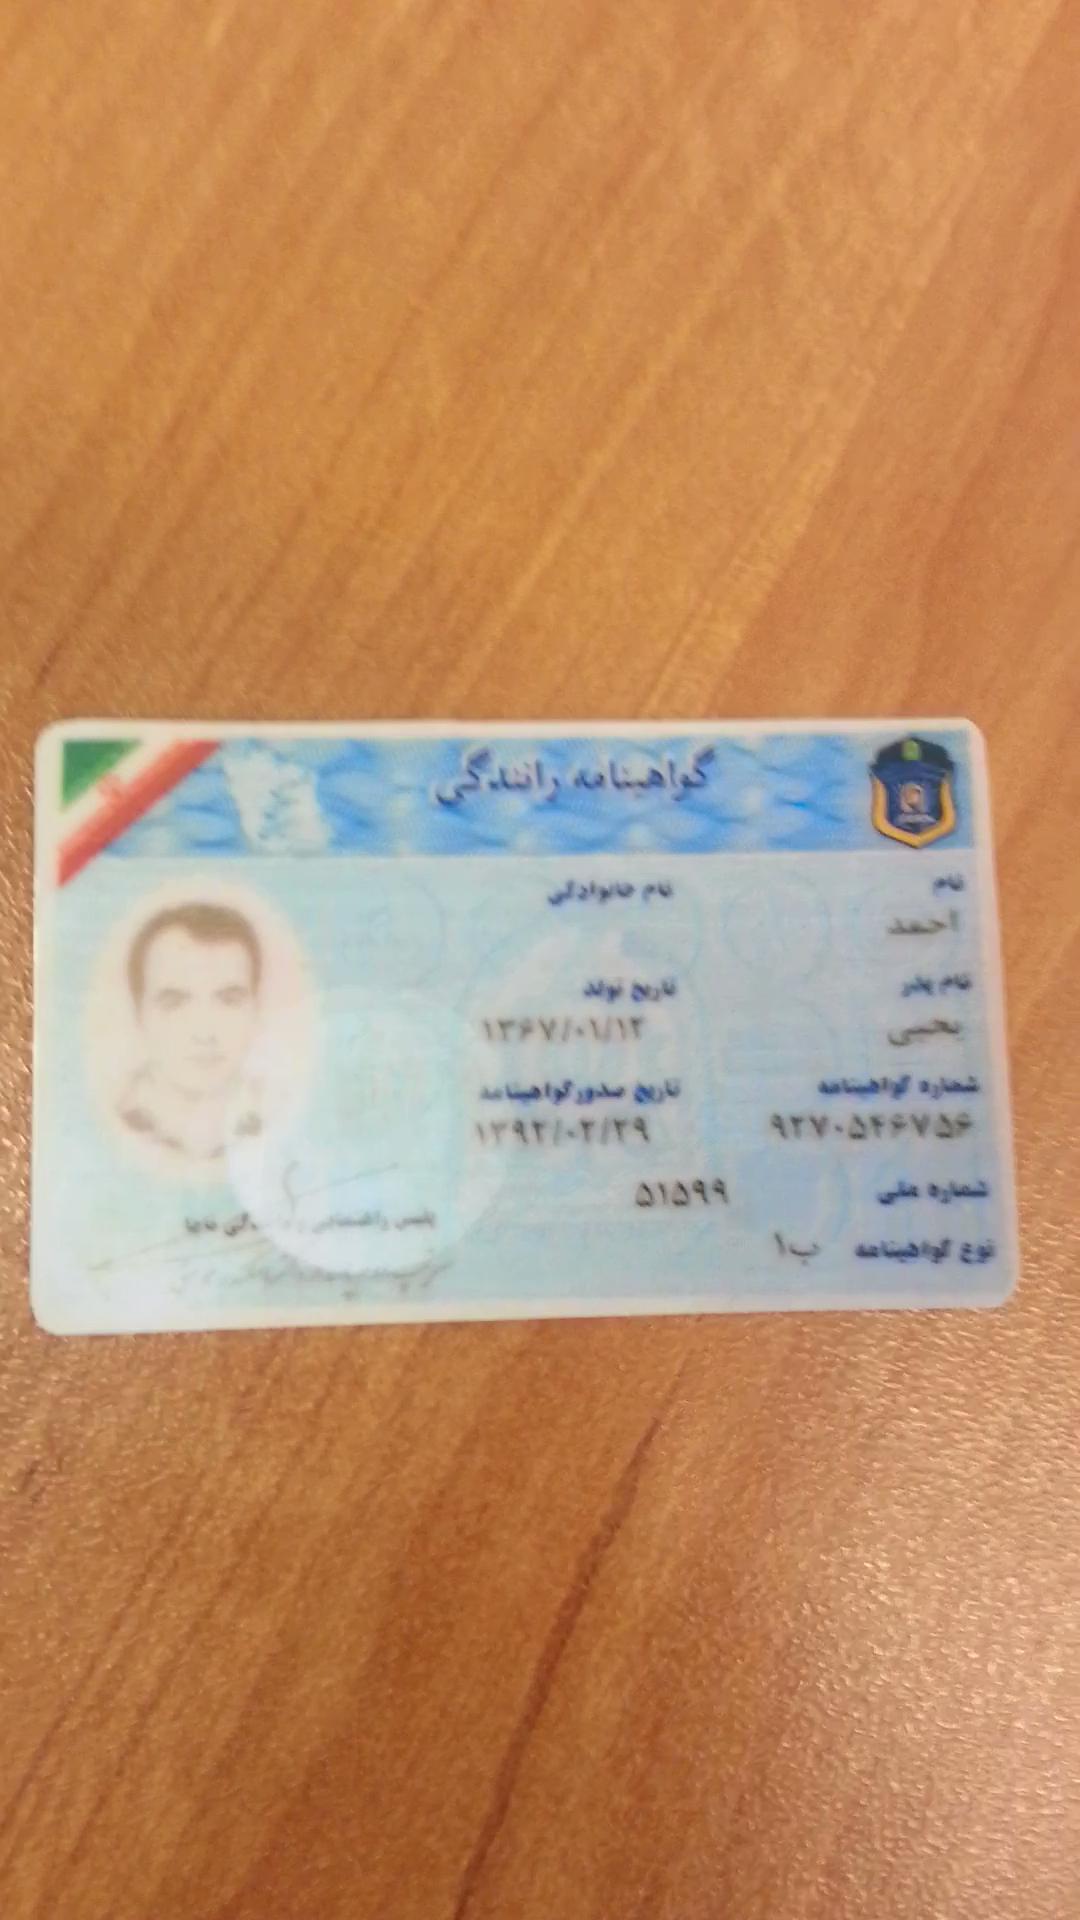 گواهینامه رانندگی
نام
احمد
نام خانوادگی
نام پدر
یحیی
تاریخ تولد
۱۳۶۷/۰۱/۱۲
شماره گواهینامه
۹۲۷۰۵۴۶۷۵۶
تاریخ صدور گواهینامه
۱۳۹۲/۰۲/۲۹
شماره ملی
۵۱۵۹۹
نوع گواهینامه ب۱
پلیس راهنمایی و رانندگی ناجا